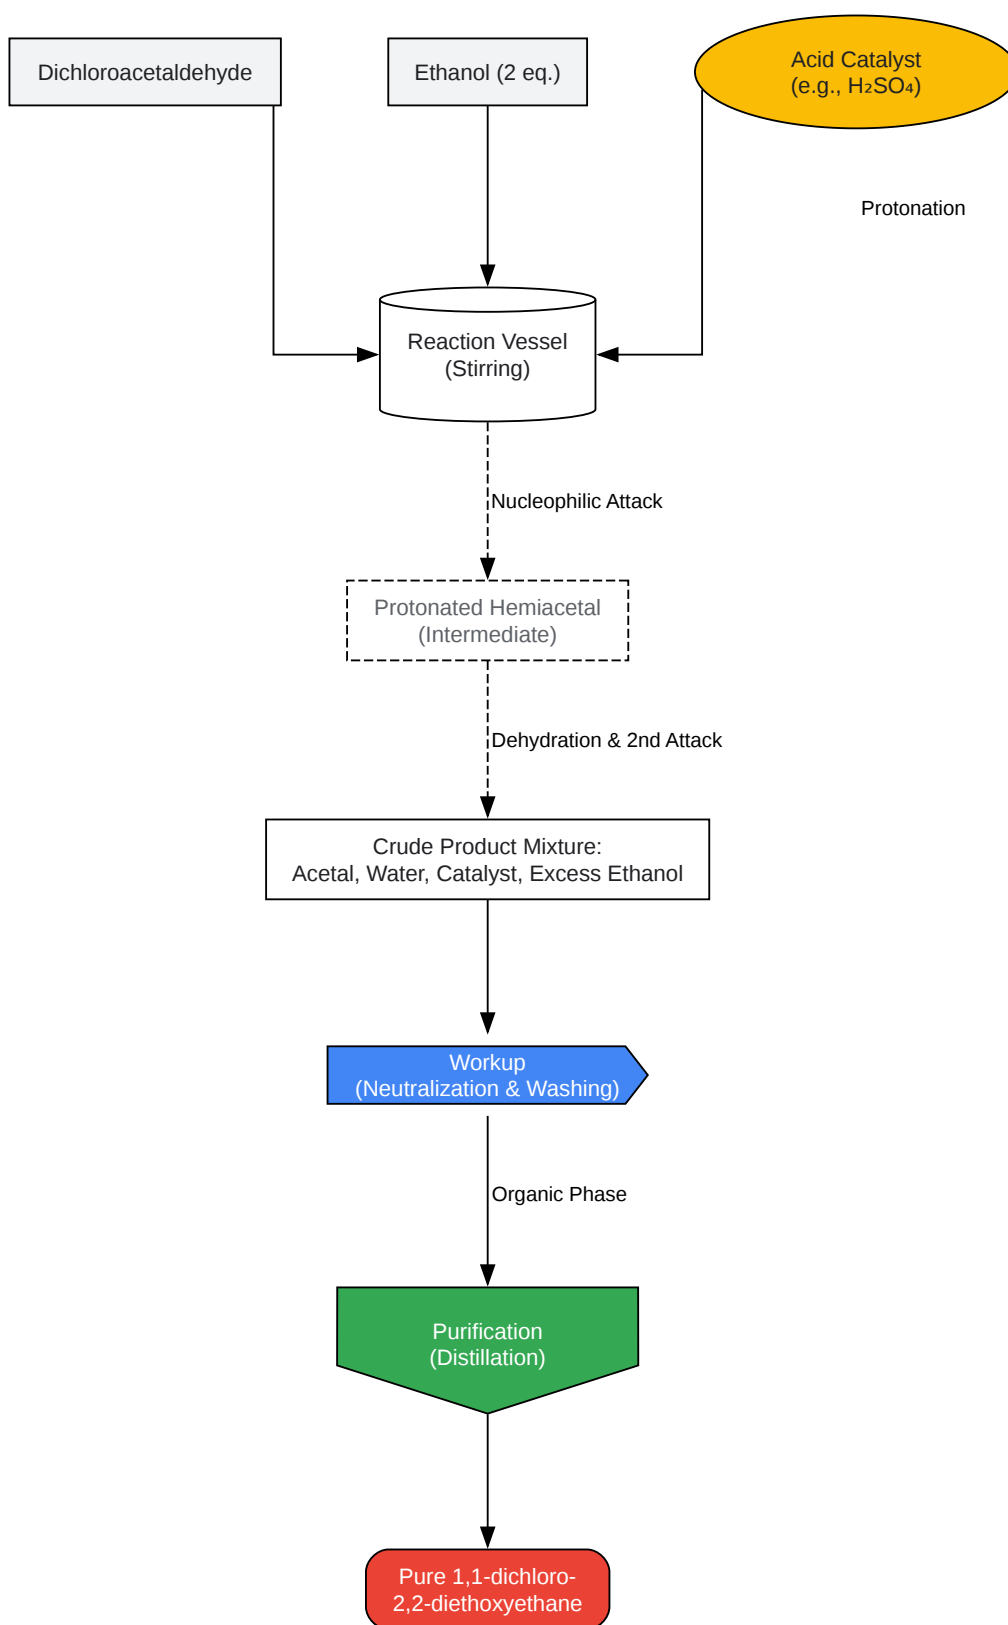 Dichloroacetaldehyde
Ethanol (2 eq.)
Acid Catalyst
(e.g., H₂SO₄)
Protonation
Reaction Vessel
(Stirring)
Nucleophilic Attack
Protonated Hemiacetal
(Intermediate)
Dehydration & 2nd Attack
Crude Product Mixture:
Acetal, Water, Catalyst, Excess Ethanol
Workup
(Neutralization & Washing)
Organic Phase
Purification
(Distillation)
Pure 1,1-dichloro-
2,2-diethoxyethane